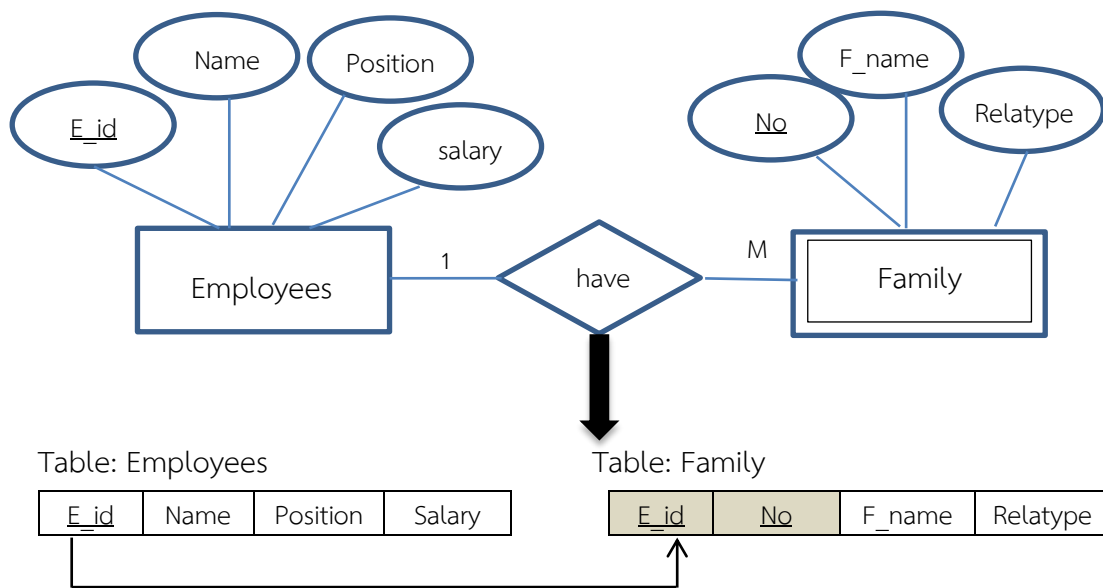 Name
Position
F_name
E_id
salary
No
Relatype
1
M
Employees
have
Family
Table: Employees
Table: Family
E_id Name Position Salary
E_id No F_name Relatype